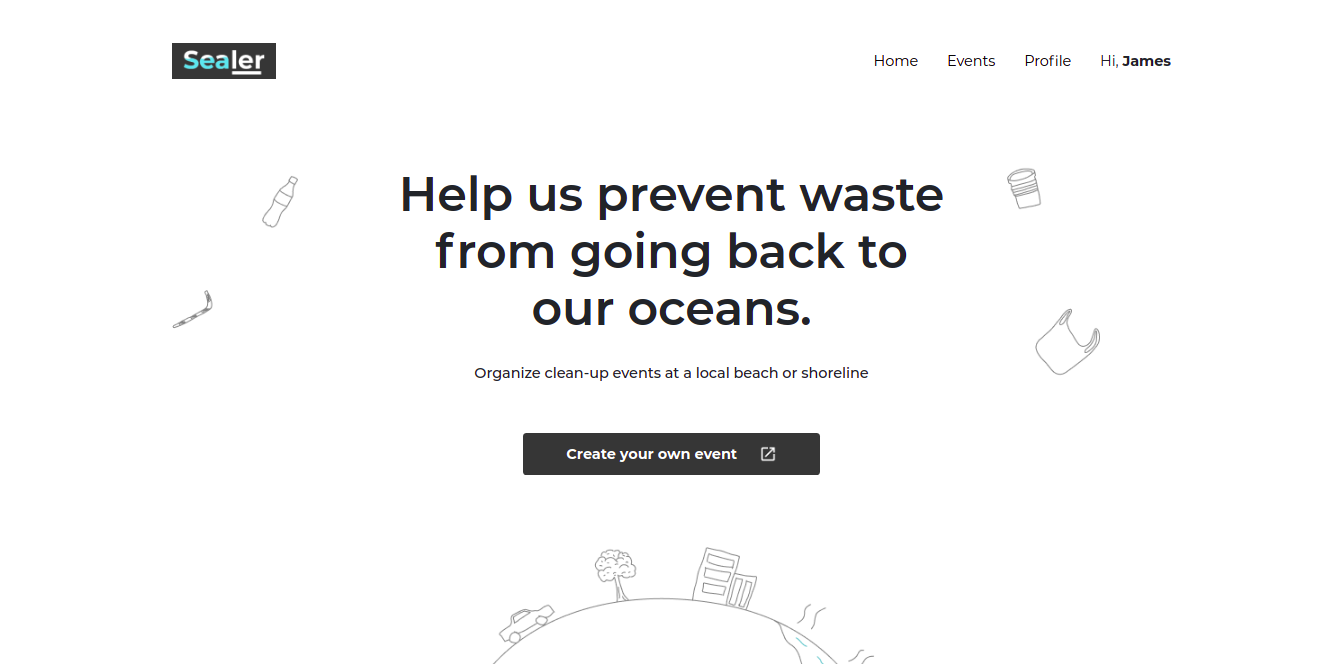 Sealer
Home Events Profile Hi, James
Help us prevent waste
from going back to
our oceans.
Organize clean-up events at a local beach or shoreline
Create your own event